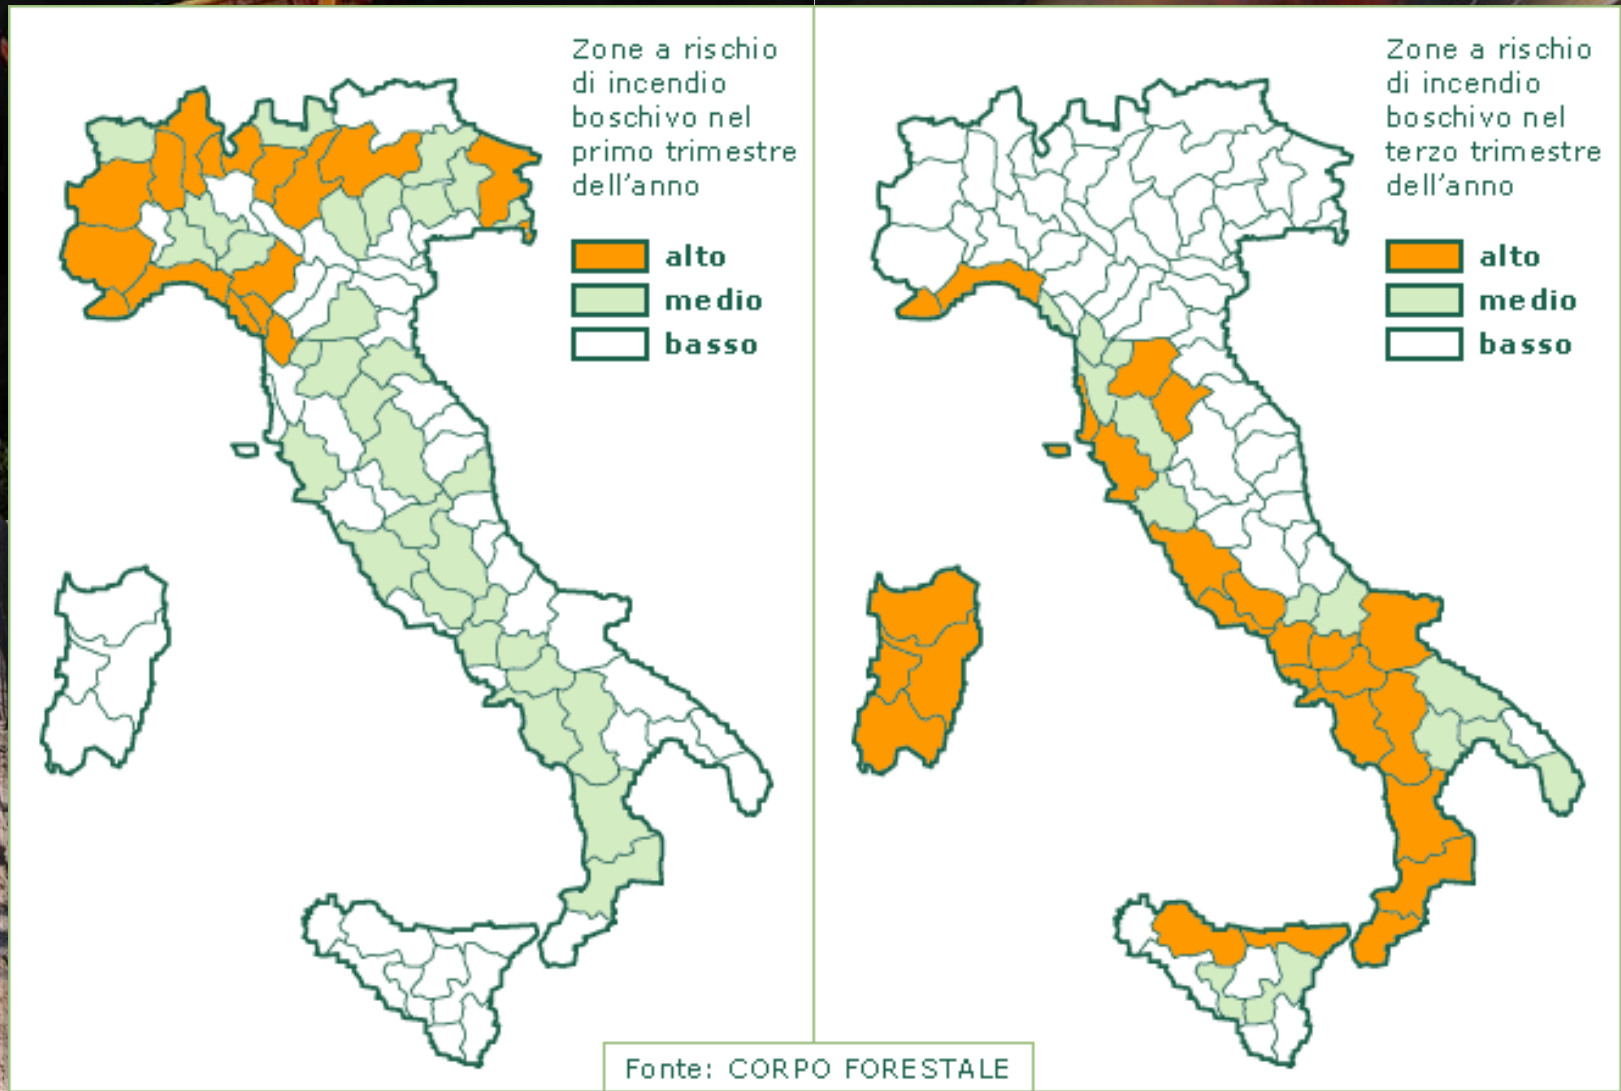 Zone a rischio
di incendio
boschivo nel
primo trimestre
dell'anno
alto
medio
basso
Zone a rischio
di incendio
boschivo nel
terzo trimestre
dell'anno
alto
medio
basso
Fonte: CORPO FORESTALE